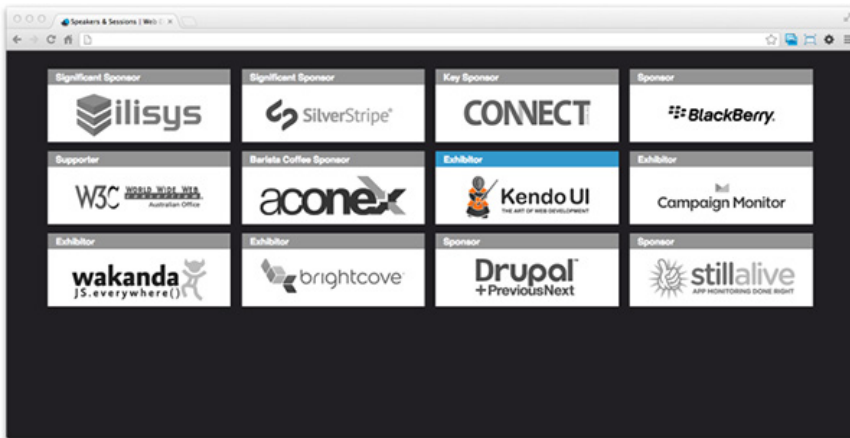 Speakers & Sessions | Web
Significant Sponsor
ilisys
Significant Sponsor
SilverStripe®
Key Sponsor
CONNECT
Sponsor
BlackBerry.
Supporter
W3C WORLD WIDE WEB
consortium
Australian Office
Barista Coffee Sponsor
aconex
Exhibitor
Kendo UI
THE ART OF WEB DEVELOPMENT
Exhibitor
Campaign Monitor
Exhibitor
wakanda
JS.everywhere()
Exhibitor
brightcove
Sponsor
Drupal™
+PreviousNext
Sponsor
stillalive
APP MONITORING DONE RIGHT